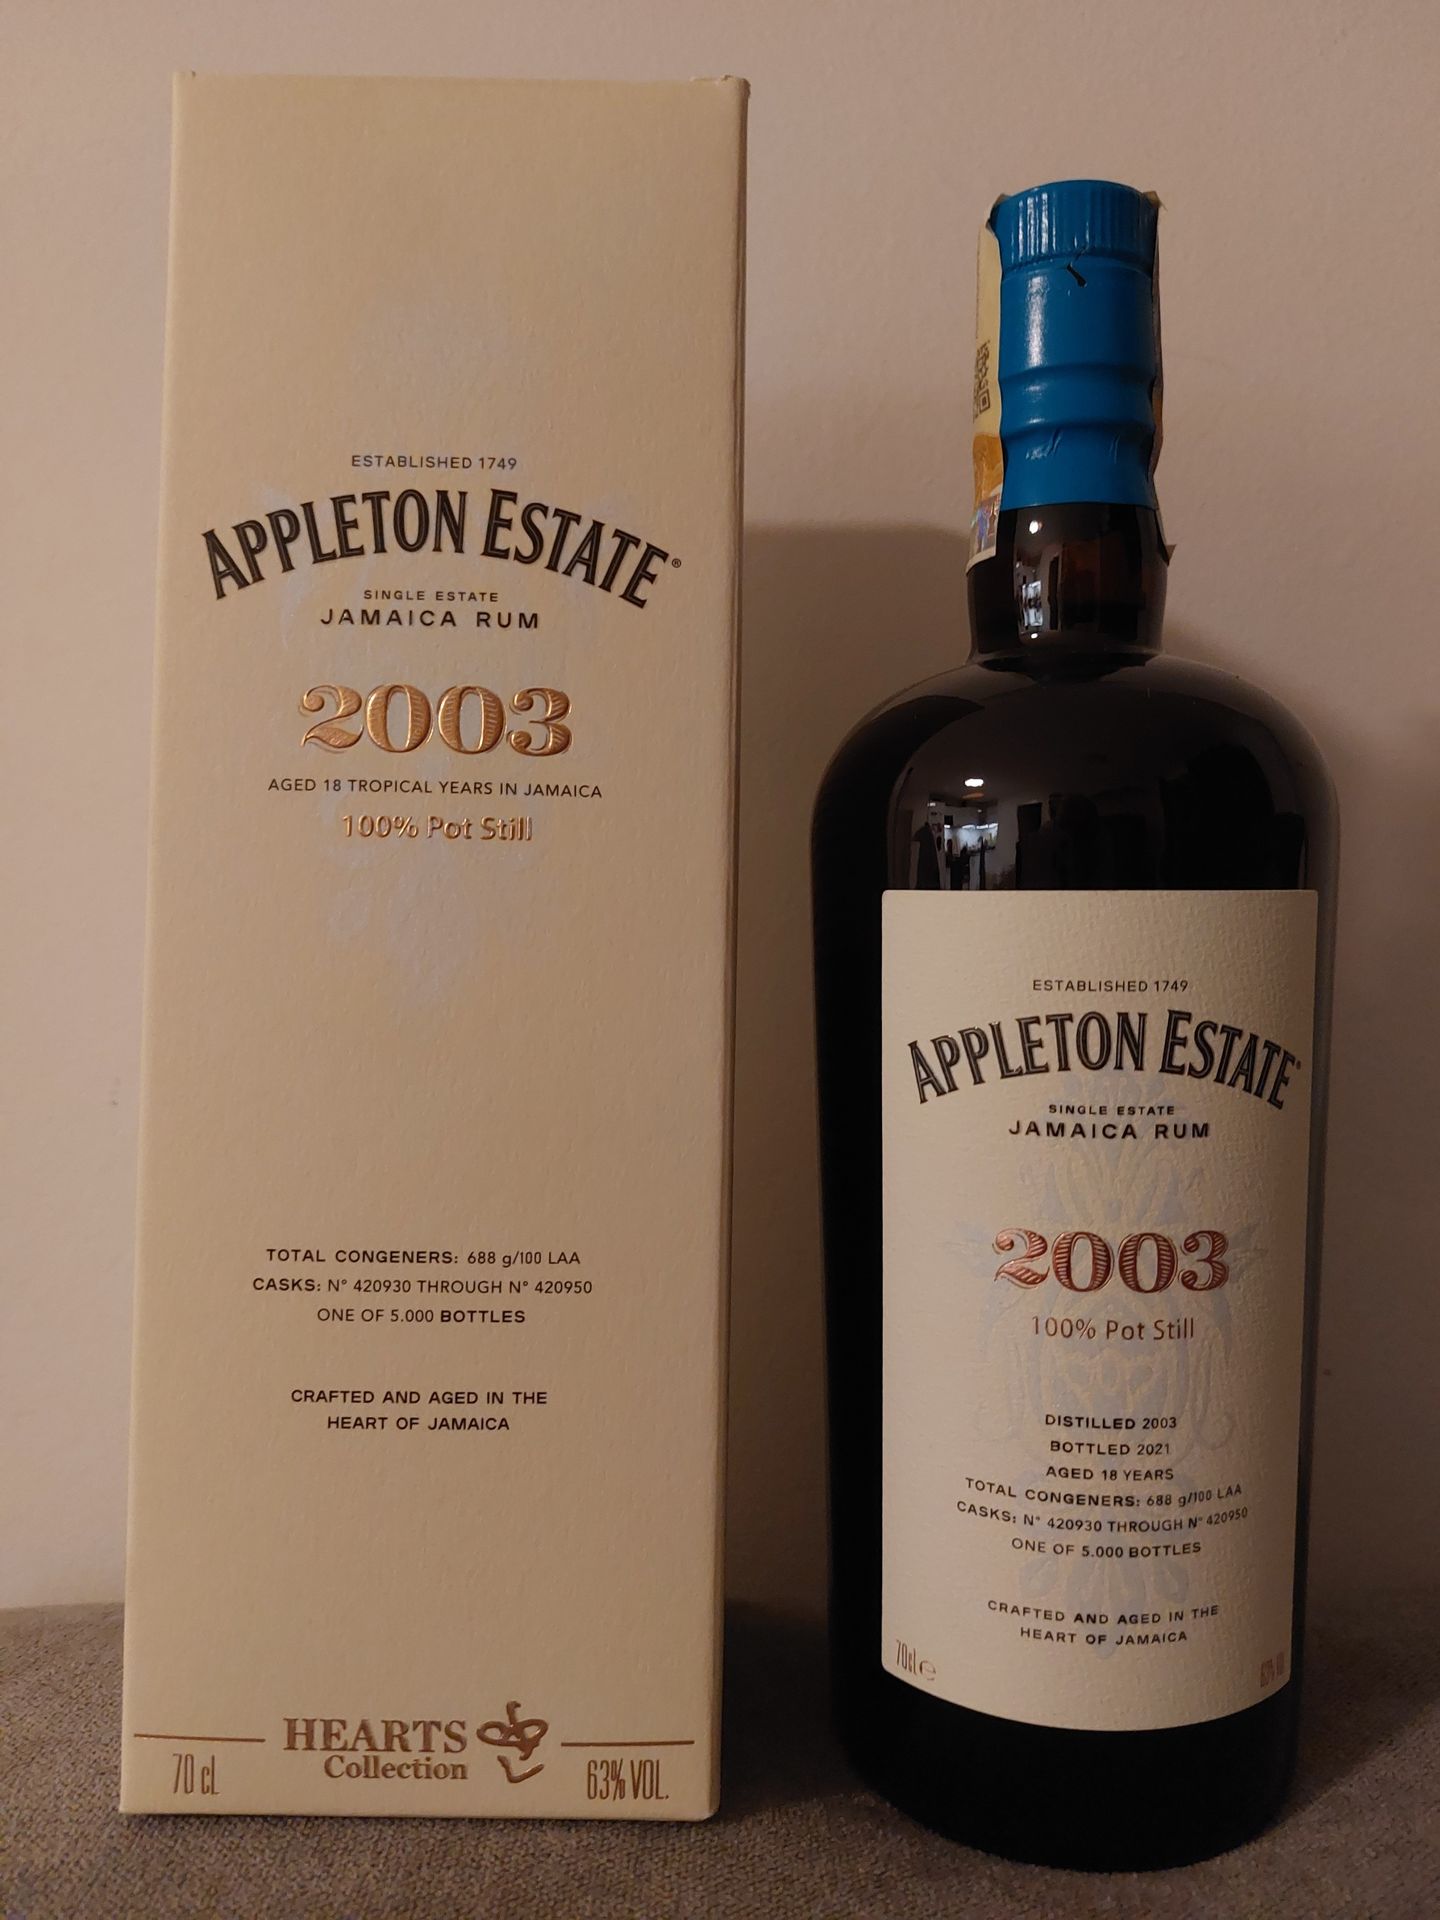 ESTABLISHED 1749
APPLETON ESTATE®
SINGLE ESTATE
JAMAICA RUM
2003
AGED 18 TROPICAL YEARS IN JAMAICA
100% Pot Still
TOTAL CONGENERS: 688 g/100 LAA
CASKS: N° 420930 THROUGH N° 420950
ONE OF 5.000 BOTTLES
CRAFTED AND AGED IN THE
HEART OF JAMAICA
HEARTS
Collection
70 cL
63% VOL.
ESTABLISHED 1749
APPLETON ESTATE®
SINGLE ESTATE
JAMAICA RUM
2003
100% Pot Still
DISTILLED 2003
BOTTLED 2021
AGED 18 YEARS
TOTAL CONGENERS: 688 g/100 LAA
CASKS: N° 420930 THROUGH N° 420950
ONE OF 5.000 BOTTLES
CRAFTED AND AGED IN THE
HEART OF JAMAICA
70cL e
63% VOL